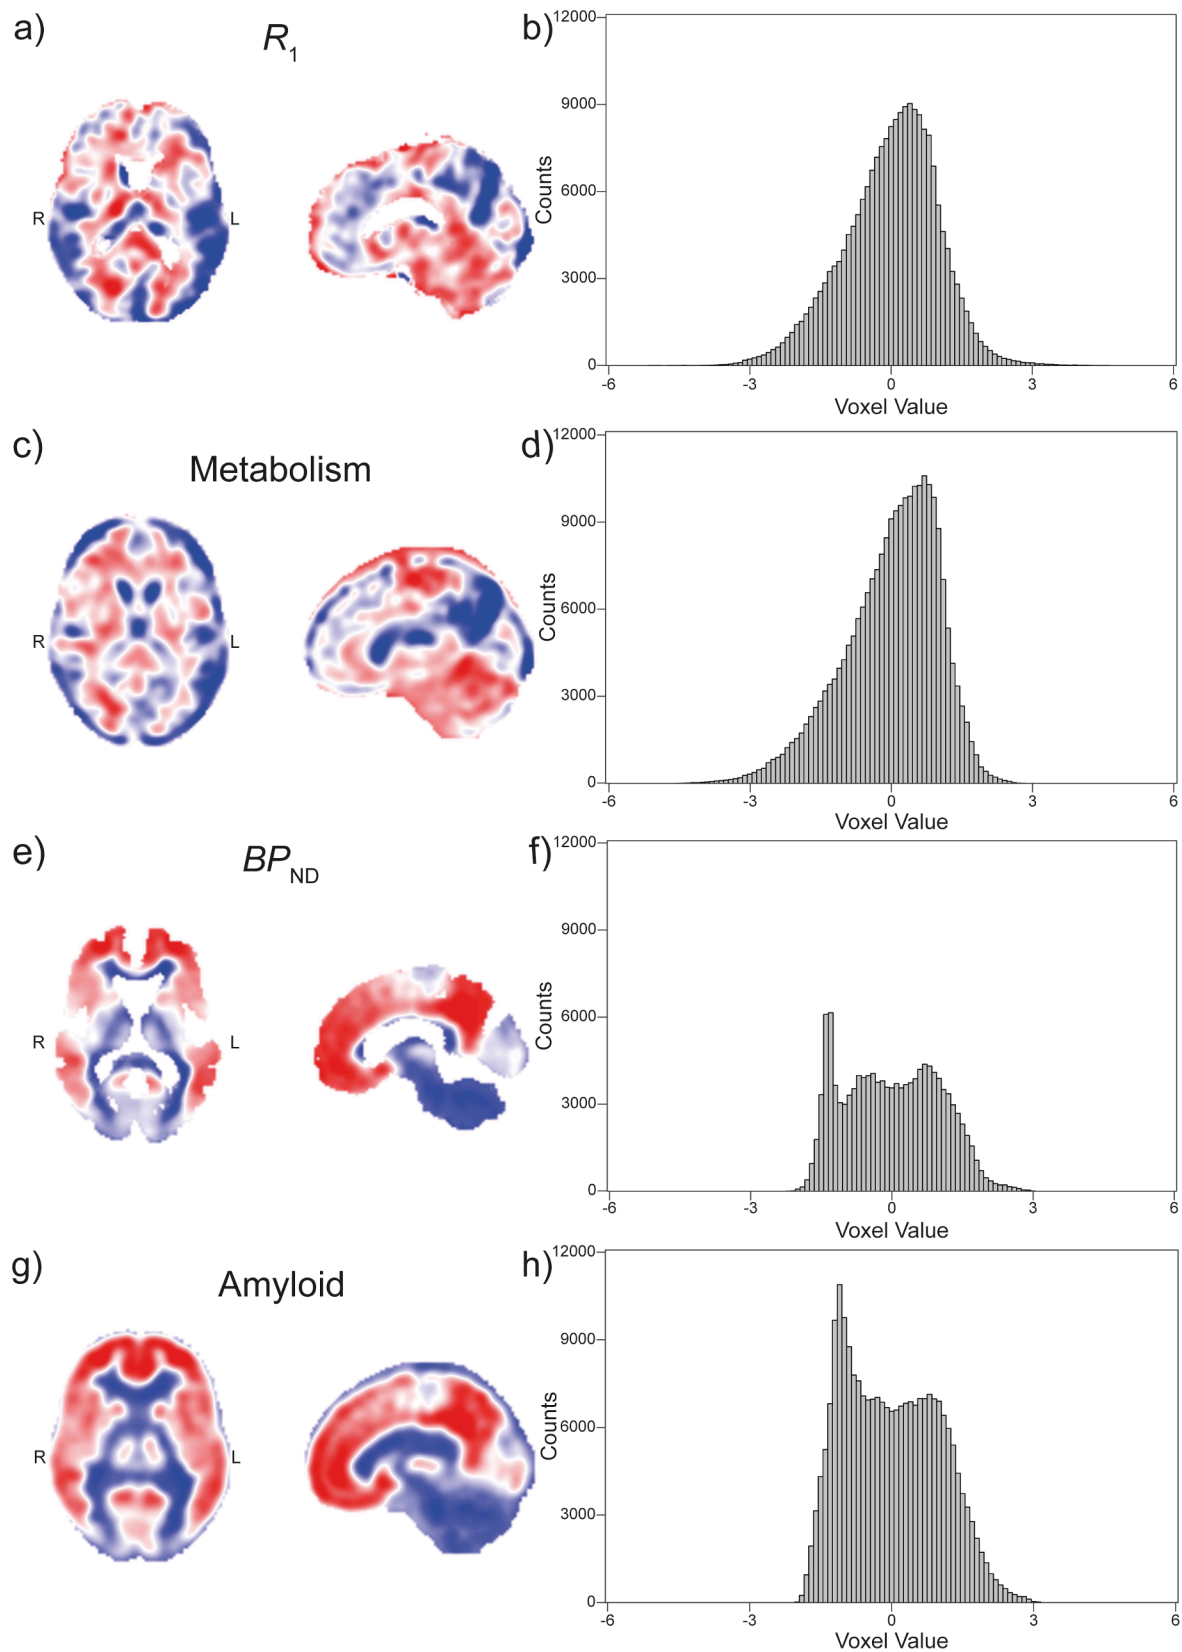 a)
R1
b)
12000
9000
6000
3000
0
Counts
-6
-3
0
3
6
Voxel Value
R
L
c)
Metabolism
d)
12000
9000
6000
3000
0
Counts
-6
-3
0
3
6
Voxel Value
R
L
e)
BPND
f)
12000
9000
6000
3000
0
Counts
-6
-3
0
3
6
Voxel Value
R
L
g)
Amyloid
h)
12000
9000
6000
3000
0
Counts
-6
-3
0
3
6
Voxel Value
R
L